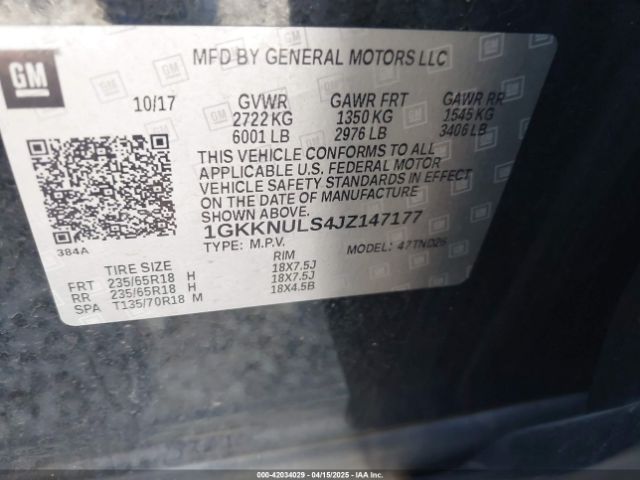 GM
MFD BY GENERAL MOTORS LLC
10/17 GVWR GAWR FRT GAWR RR
2722 KG 1350 KG 1545 KG
6001 LB 2976 LB 3406 LB
THIS VEHICLE CONFORMS TO ALL
APPLICABLE U.S. FEDERAL MOTOR
VEHICLE SAFETY STANDARDS IN EFFECT
ON THE DATE OF MANUFACTURE
SHOWN ABOVE.
384A
1GKKNULS4JZ147177
TYPE: M.P.V. MODEL: 47TND26
TIRE SIZE RIM
FRT 235/65R18 H 18X7.5J
RR 235/65R18 H 18X7.5J
SPA T135/70R18 M 18X4.5B
000-42034029 - 04/15/2025 - IAAI.COM